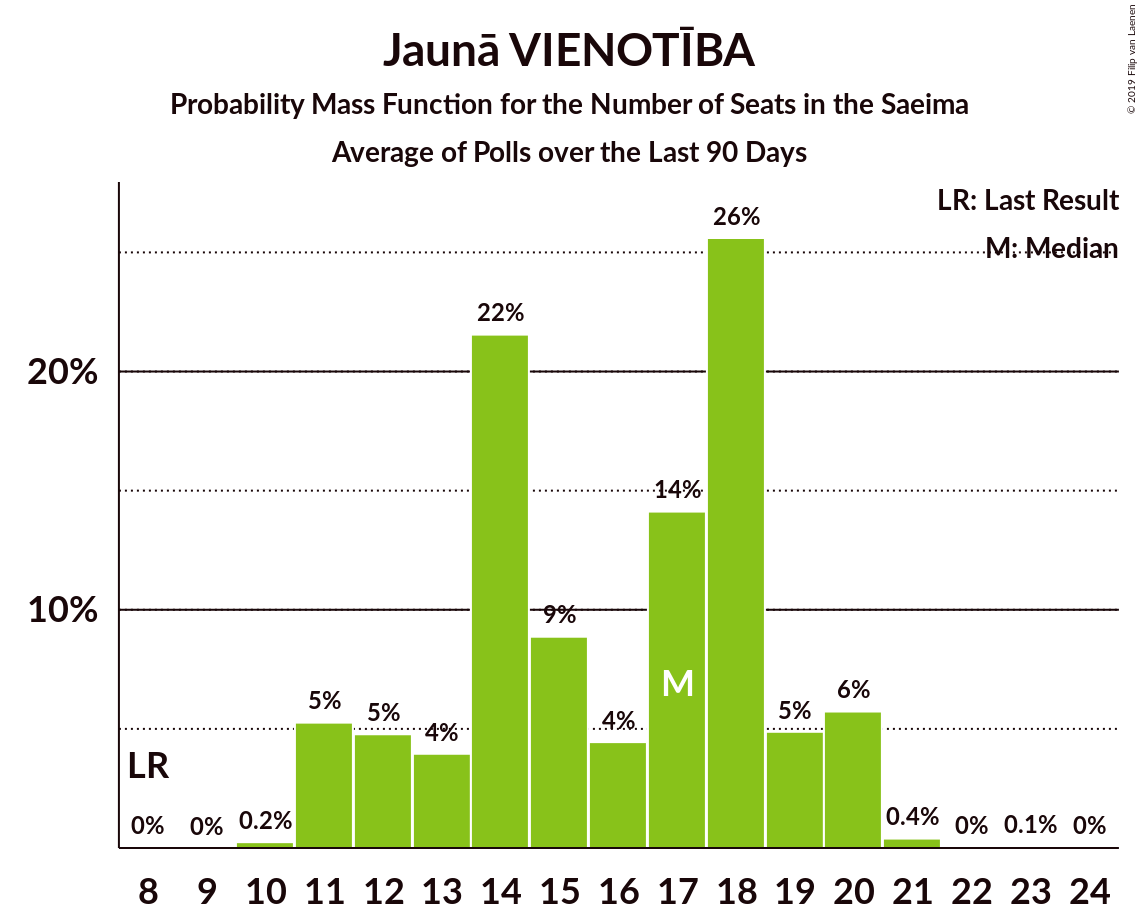 Jaunā VIENOTĪBA
Probability Mass Function for the Number of Seats in the Saeima
Average of Polls over the Last 90 Days
© 2019 Filip van Laenen
LR: Last Result
M: Median
26%
22%
20%
14%
10%
9%
M
6%
5%
5%
4%
4%
5%
LR
0%
0%
0.2%
0.4%
0%
0.1%
0%
8 9 10 11 12 13 14 15 16 17 18 19 20 21 22 23 24